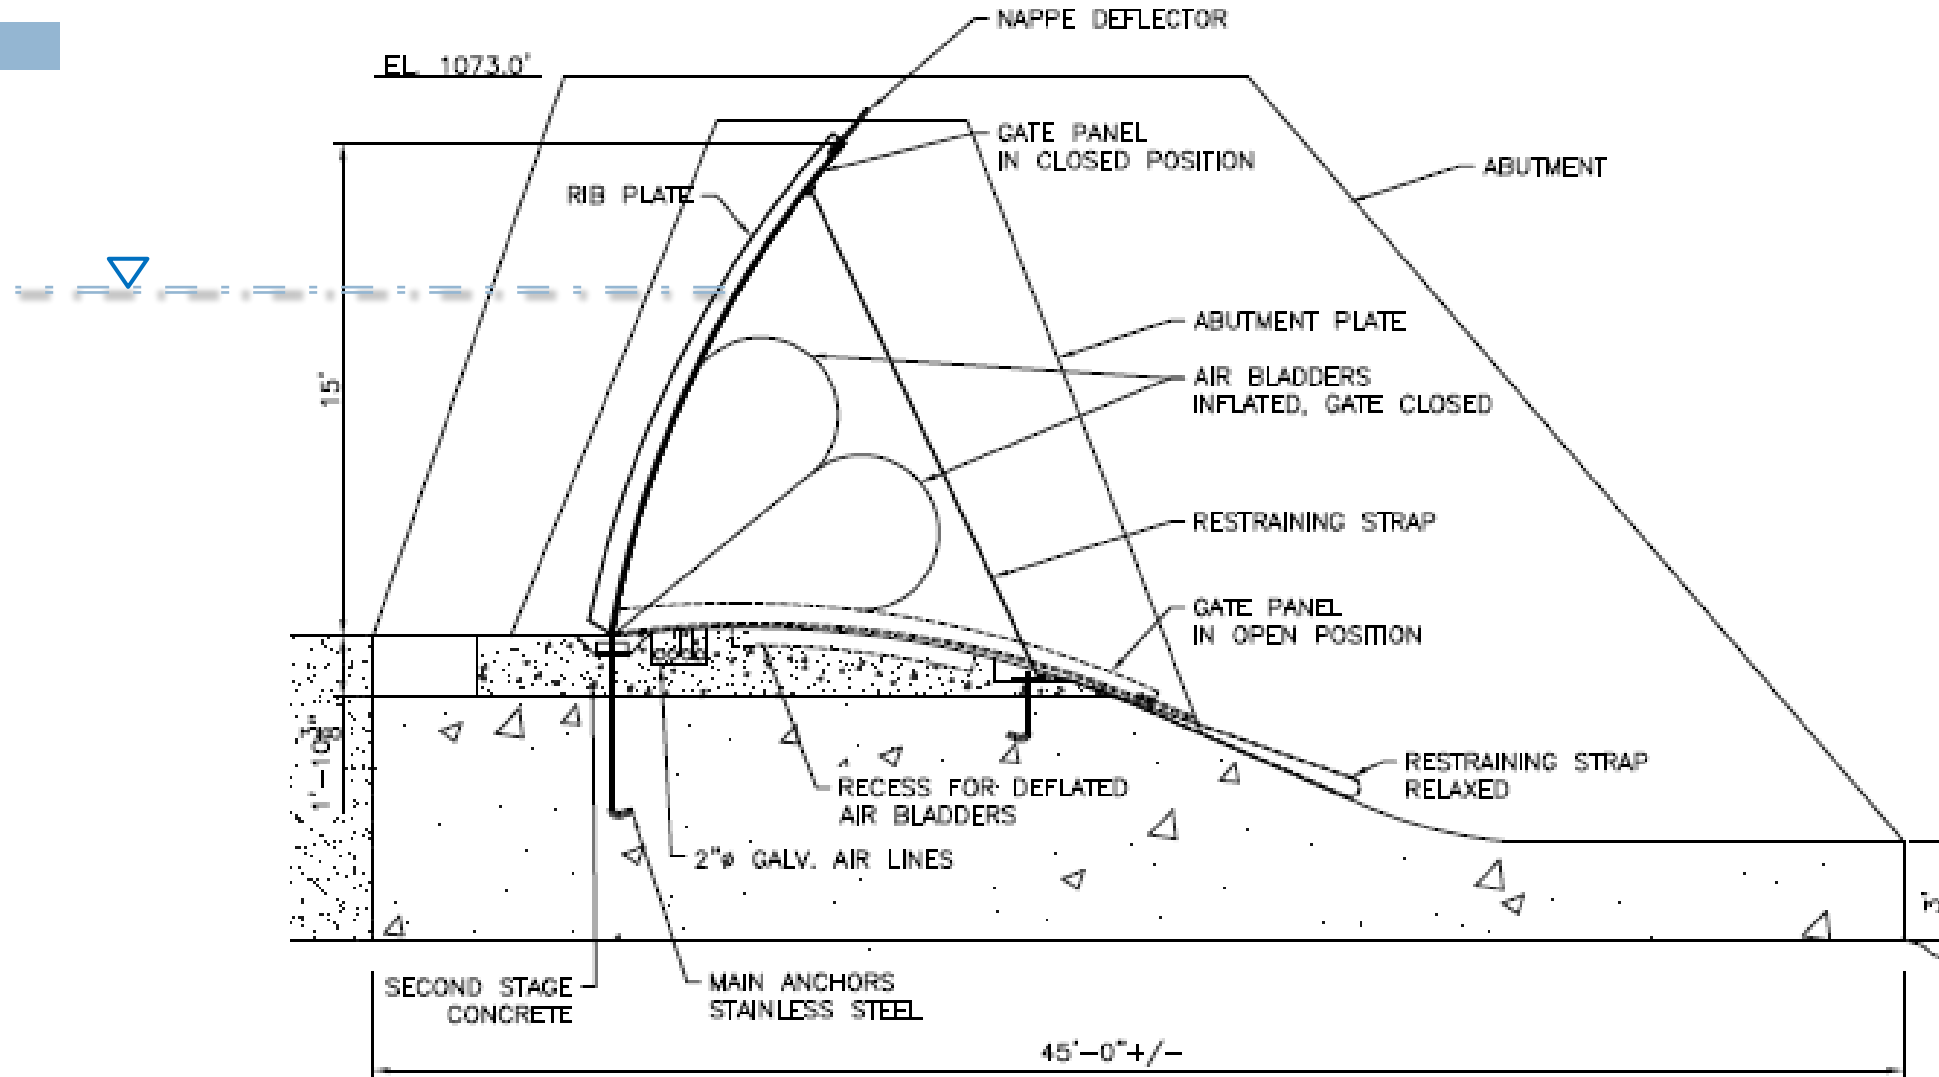 NAPPE DEFLECTOR
EL. 1073.0'
GATE PANEL
IN CLOSED POSITION
ABUTMENT
RIB PLATE
ABUTMENT PLATE
AIR BLADDERS
INFLATED, GATE CLOSED
15'
RESTRAINING STRAP
GATE PANEL
IN OPEN POSITION
RESTRAINING STRAP
RELAXED
RECESS FOR DEFLATED
AIR BLADDERS
2"ø GALV. AIR LINES
SECOND STAGE
CONCRETE
MAIN ANCHORS
STAINLESS STEEL
45'-0"+/-